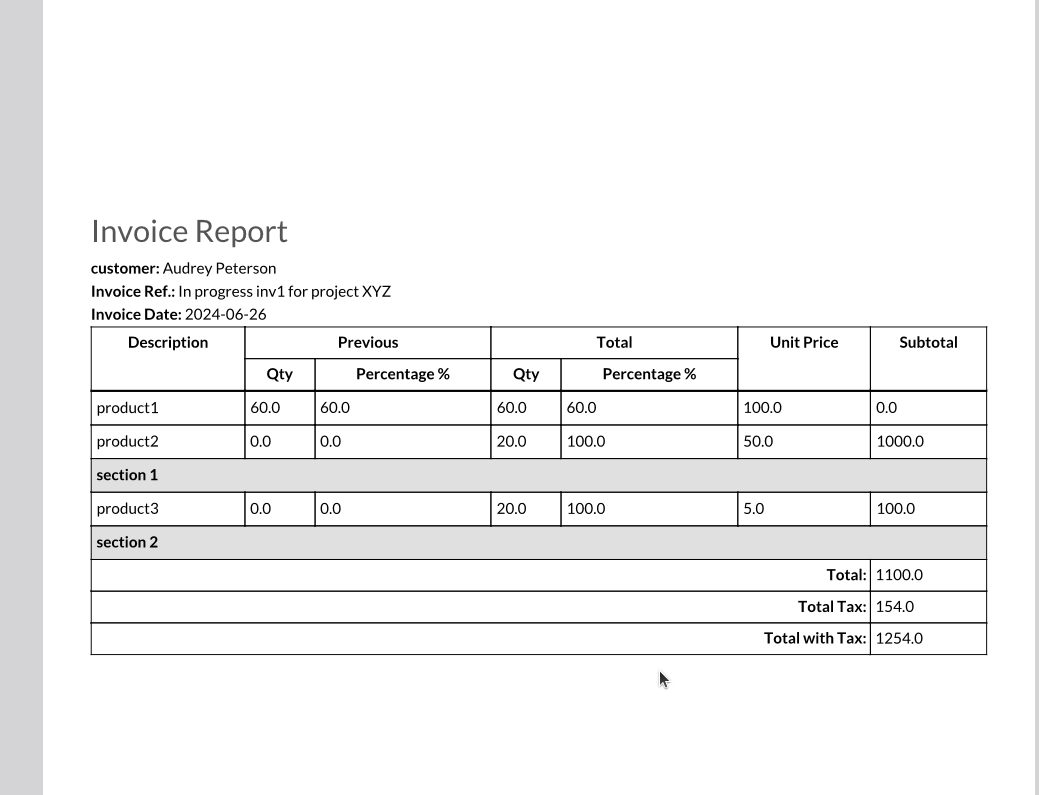 Invoice Report
customer: Audrey Peterson
Invoice Ref.: In progress inv1 for project XYZ
Invoice Date: 2024-06-26
Description Previous Total Unit Price Subtotal
Qty Percentage % Qty Percentage %
product1 60.0 60.0 60.0 60.0 100.0 0.0
product2 0.0 0.0 20.0 100.0 50.0 1000.0
section 1
product3 0.0 0.0 20.0 100.0 5.0 100.0
section 2
Total: 1100.0
Total Tax: 154.0
Total with Tax: 1254.0